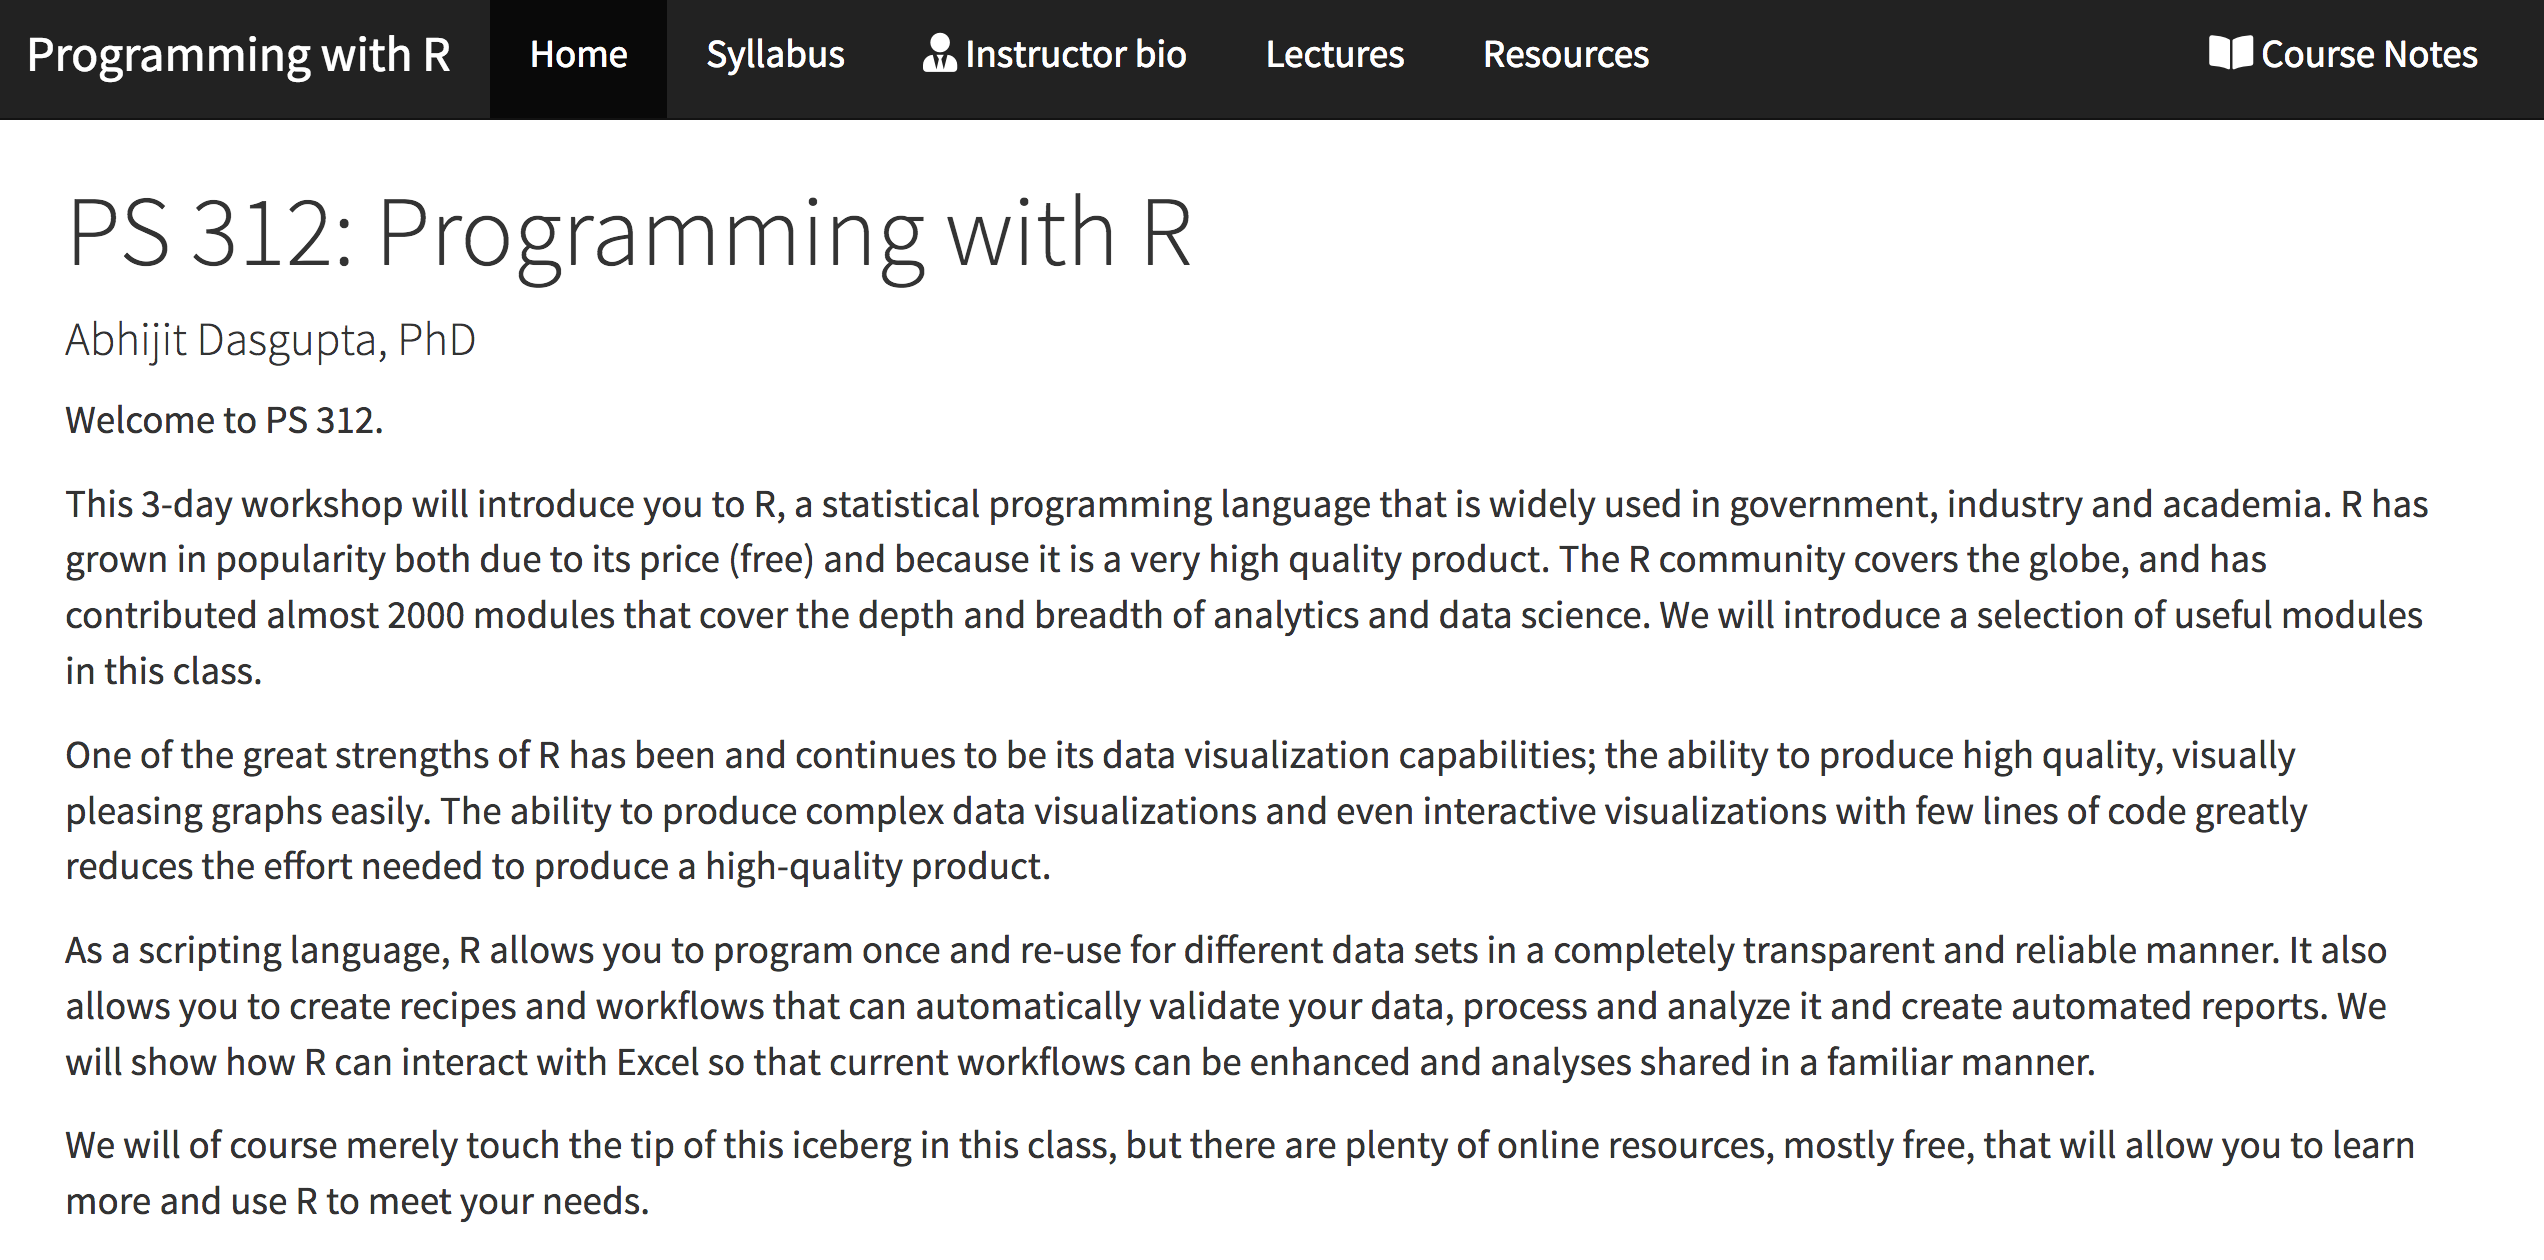 Programming with R Home Syllabus Instructor bio Lectures Resources Course Notes
PS 312: Programming with R
Abhijit Dasgupta, PhD
Welcome to PS 312.
This 3-day workshop will introduce you to R, a statistical programming language that is widely used in government, industry and academia. R has
grown in popularity both due to its price (free) and because it is a very high quality product. The R community covers the globe, and has
contributed almost 2000 modules that cover the depth and breadth of analytics and data science. We will introduce a selection of useful modules
in this class.
One of the great strengths of R has been and continues to be its data visualization capabilities; the ability to produce high quality, visually
pleasing graphs easily. The ability to produce complex data visualizations and even interactive visualizations with few lines of code greatly
reduces the effort needed to produce a high-quality product.
As a scripting language, R allows you to program once and re-use for different data sets in a completely transparent and reliable manner. It also
allows you to create recipes and workflows that can automatically validate your data, process and analyze it and create automated reports. We
will show how R can interact with Excel so that current workflows can be enhanced and analyses shared in a familiar manner.
We will of course merely touch the tip of this iceberg in this class, but there are plenty of online resources, mostly free, that will allow you to learn
more and use R to meet your needs.